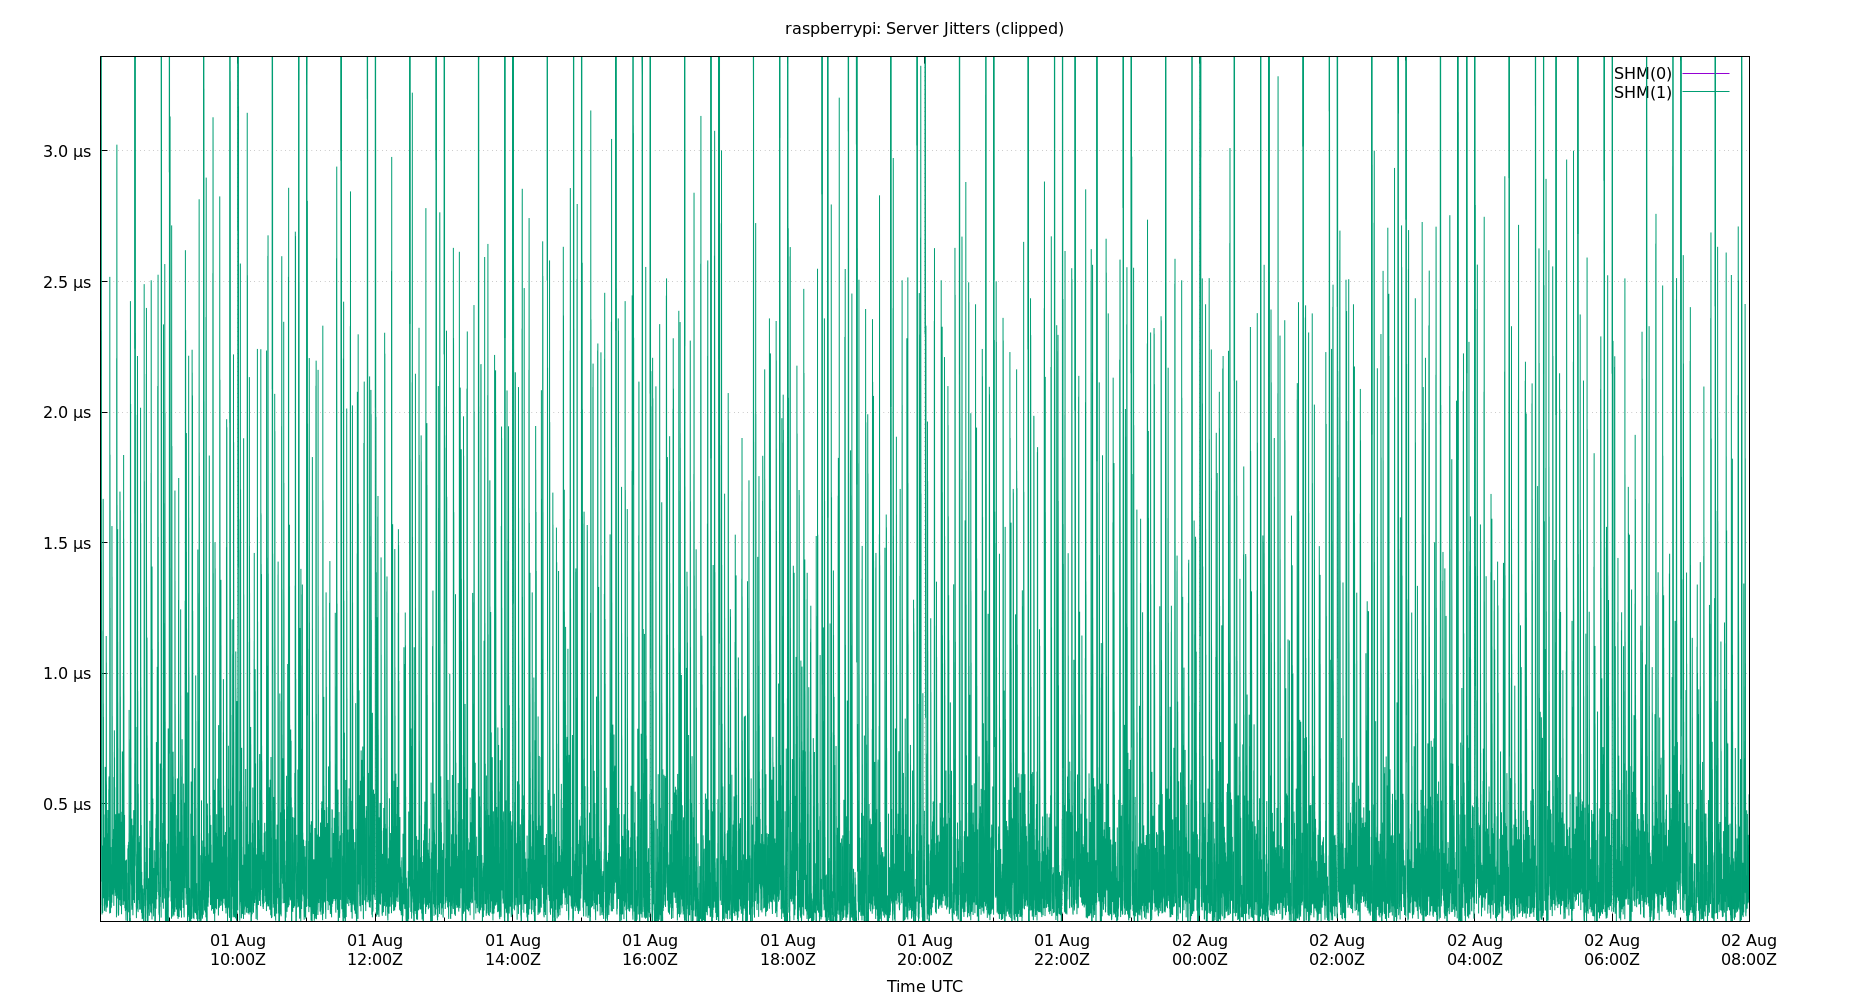 raspberrypi: Server Jitters (clipped)
SHM(0)
SHM(1)
3.0 µs
2.5 µs
2.0 µs
1.5 µs
1.0 µs
0.5 µs
01 Aug 01 Aug 01 Aug 01 Aug 01 Aug 01 Aug 01 Aug 02 Aug 02 Aug 02 Aug 02 Aug 02 Aug
10:00Z 12:00Z 14:00Z 16:00Z 18:00Z 20:00Z 22:00Z 00:00Z 02:00Z 04:00Z 06:00Z 08:00Z
Time UTC